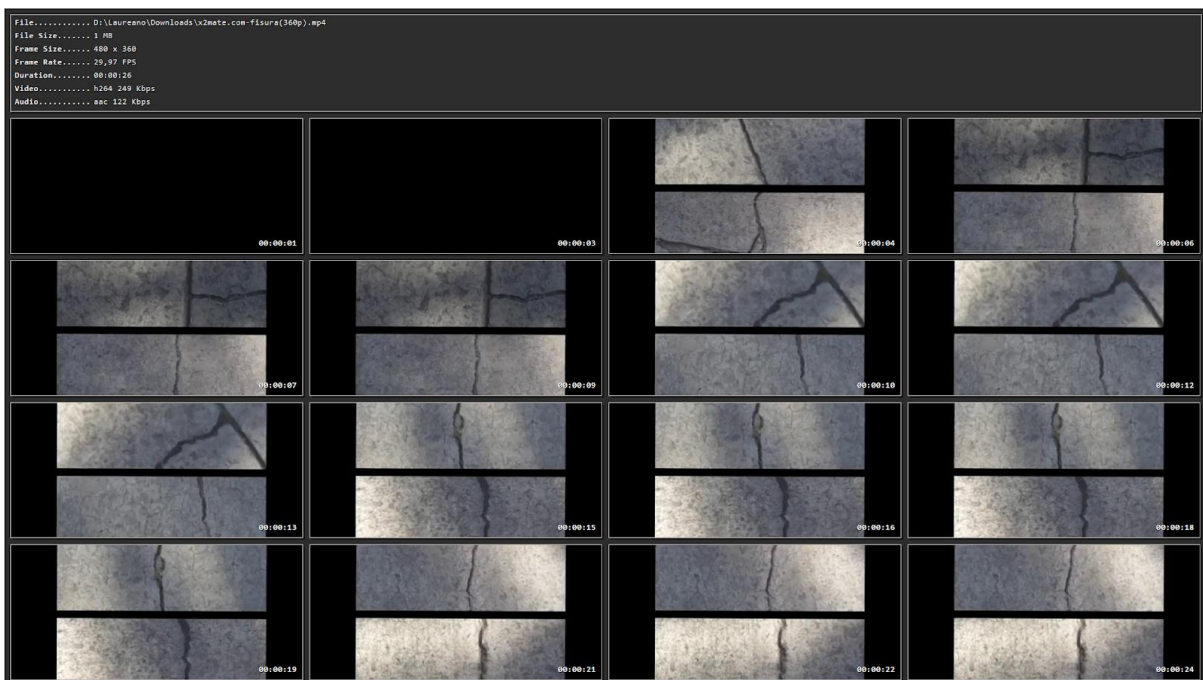 File............ D:\Laureano\Downloads\x2mate.com-fisura(360p).mp4
File Size....... 1 MB
Frame Size...... 480 x 360
Frame Rate...... 29,97 FPS
Duration........ 00:00:26
Video........... h264 249 Kbps
Audio........... aac 122 Kbps
00:00:01
00:00:03
00:00:04
00:00:06
00:00:07
00:00:09
00:00:10
00:00:12
00:00:13
00:00:15
00:00:16
00:00:18
00:00:19
00:00:21
00:00:22
00:00:24